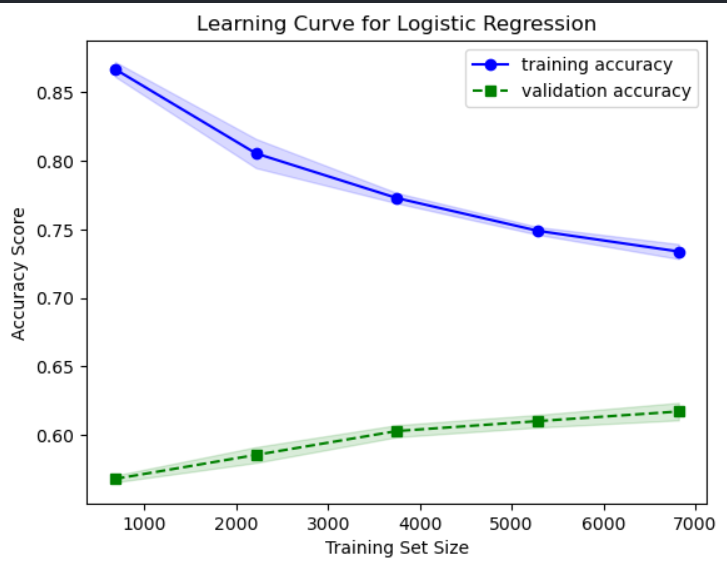 Learning Curve for Logistic Regression
training accuracy
validation accuracy
0.85
0.80
0.75
0.70
0.65
0.60
Accuracy Score
1000 2000 3000 4000 5000 6000 7000
Training Set Size